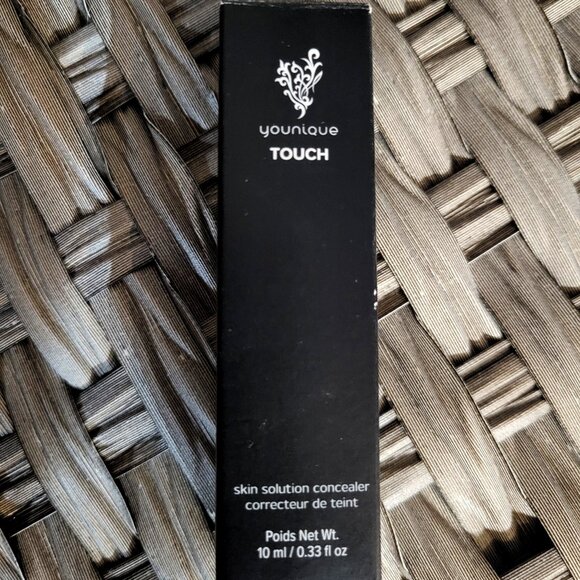 younique
TOUCH
skin solution concealer
correcteur de teint
Poids Net Wt.
10 ml / 0.33 fl oz